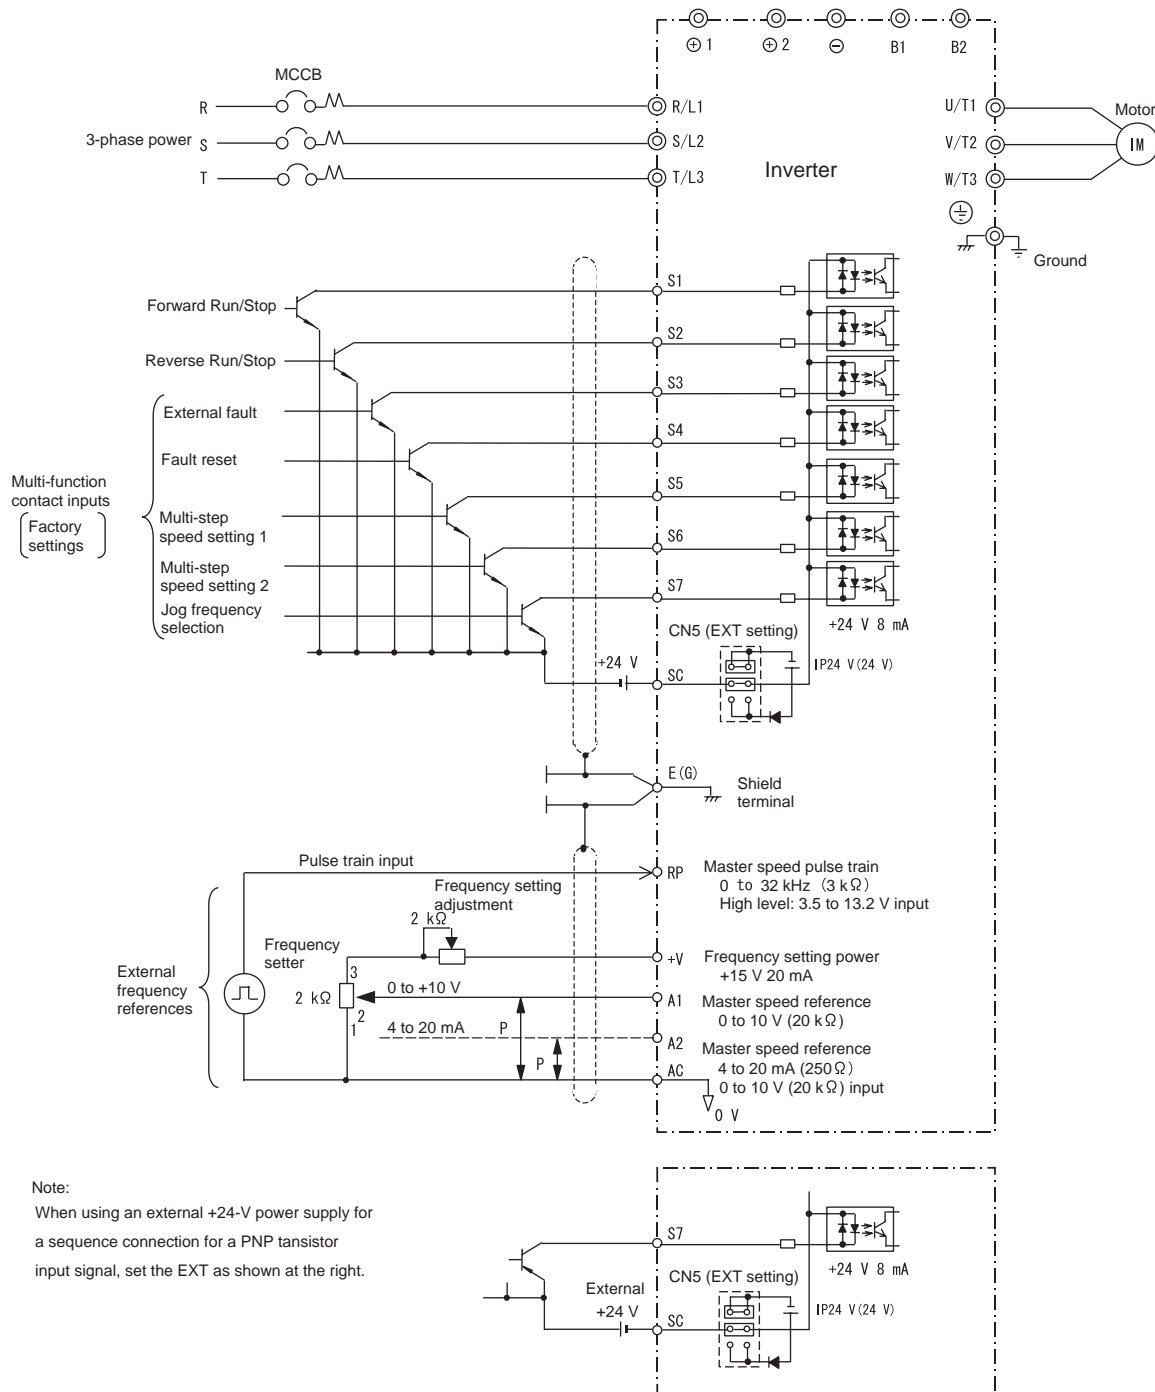 ⊕ 1
⊕ 2
⊖
B1
B2
MCCB
R
R/L1
U/T1
Motor
3-phase power
S
S/L2
V/T2
IM
T
T/L3
Inverter
W/T3
Ground
S1
Forward Run/Stop
S2
Reverse Run/Stop
S3
External fault
S4
Fault reset
Multi-function
contact inputs
Factory
settings
S5
Multi-step
speed setting 1
S6
Multi-step
speed setting 2
S7
Jog frequency
selection
+24 V 8 mA
CN5 (EXT setting)
+24 V
SC
IP24 V(24 V)
E(G)
Shield
terminal
Pulse train input
RP
Master speed pulse train
0 to 32 kHz (3 kΩ)
High level: 3.5 to 13.2 V input
Frequency setting
adjustment
2 kΩ
Frequency
setter
+V
Frequency setting power
+15 V 20 mA
External
frequency
references
3
2 kΩ
2
1
0 to +10 V
A1
Master speed reference
0 to 10 V (20 kΩ)
4 to 20 mA
P
A2
Master speed reference
4 to 20 mA (250Ω)
0 to 10 V (20 kΩ) input
P
AC
0 V
Note:
When using an external +24-V power supply for
a sequence connection for a PNP tansistor
input signal, set the EXT as shown at the right.
S7
+24 V 8 mA
CN5 (EXT setting)
External
+24 V
SC
IP24 V(24 V)